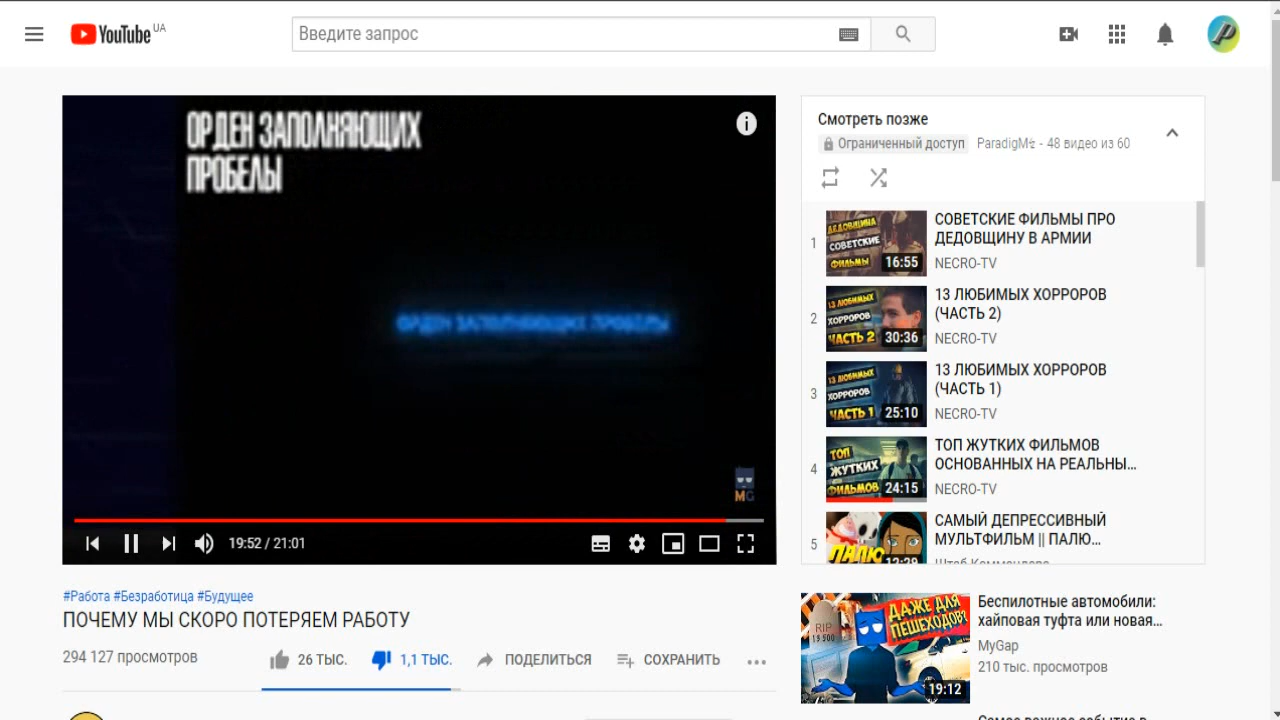 YouTube UA
Введите запрос
ОРДЕН ЗАПОЛНЯЮЩИХ
ПРОБЕЛЫ
ОРДЕН ЗАПОЛНЯЮЩИХ ПРОБЕЛЫ
MG
19:52 / 21:01
#Работа #Безработица #Будущее
ПОЧЕМУ МЫ СКОРО ПОТЕРЯЕМ РАБОТУ
294 127 просмотров
26 ТЫС.
1,1 ТЫС.
ПОДЕЛИТЬСЯ
СОХРАНИТЬ
Смотреть позже
Ограниченный доступ
ParadigM - 48 видео из 60
1
ДЕДОВЩИНА
СОВЕТСКИЕ
ФИЛЬМЫ
16:55
СОВЕТСКИЕ ФИЛЬМЫ ПРО
ДЕДОВЩИНУ В АРМИИ
NECRO-TV
2
13 ЛЮБИМЫХ
ХОРРОРОВ
ЧАСТЬ 2
30:36
13 ЛЮБИМЫХ ХОРРОРОВ
(ЧАСТЬ 2)
NECRO-TV
3
13 ЛЮБИМЫХ
ХОРРОРОВ
ЧАСТЬ 1
25:10
13 ЛЮБИМЫХ ХОРРОРОВ
(ЧАСТЬ 1)
NECRO-TV
4
ТОП
ЖУТКИХ
ФИЛЬМОВ
24:15
ТОП ЖУТКИХ ФИЛЬМОВ
ОСНОВАННЫХ НА РЕАЛЬНЫ...
NECRO-TV
5
ПАЛЮ
САМЫЙ ДЕПРЕССИВНЫЙ
МУЛЬТФИЛЬМ || ПАЛЮ...
RIP
ДАЖЕ ДЛЯ
ПЕШЕХОДОВ?
19:12
Беспилотные автомобили:
хайповая туфта или новая...
MyGap
210 тыс. просмотров